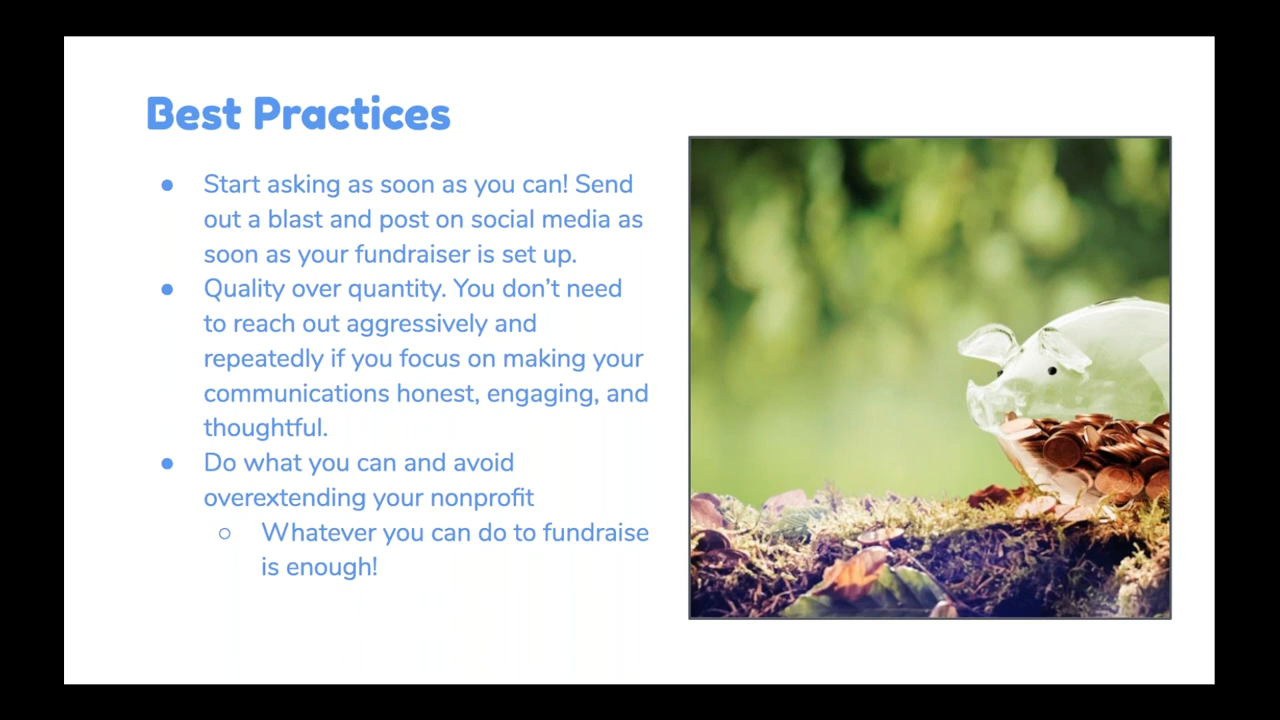 Best Practices
● Start asking as soon as you can! Send
out a blast and post on social media as
soon as your fundraiser is set up.
● Quality over quantity. You don’t need
to reach out aggressively and
repeatedly if you focus on making your
communications honest, engaging, and
thoughtful.
● Do what you can and avoid
overextending your nonprofit
○ Whatever you can do to fundraise
is enough!